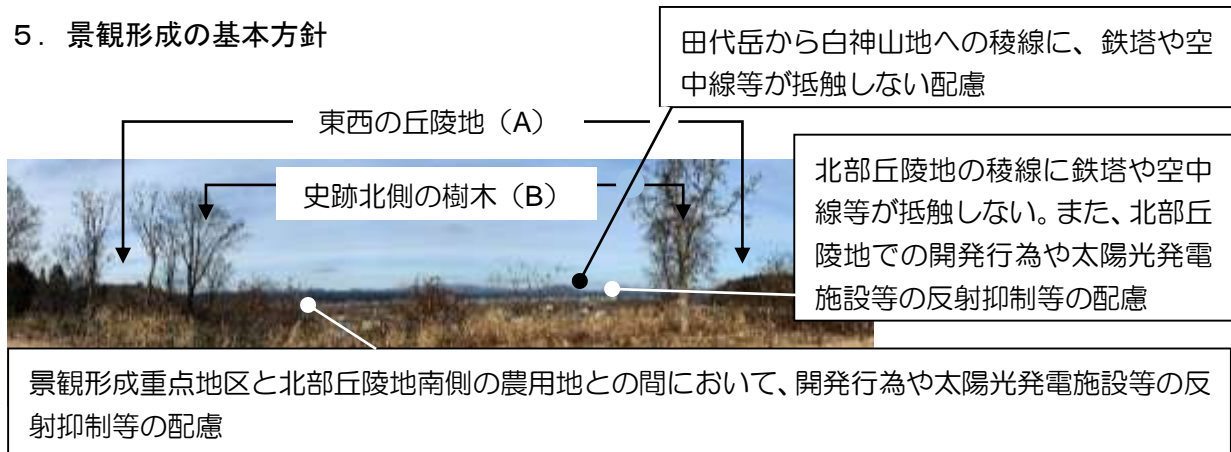 ５．景観形成の基本方針
田代岳から白神山地への稜線に、鉄塔や空
中線等が抵触しない配慮
東西の丘陵地（A）
史跡北側の樹木（B）
北部丘陵地の稜線に鉄塔や空中
線等が抵触しない。また、北部丘
陵地での開発行為や太陽光発電
施設等の反射抑制等の配慮
景観形成重点地区と北部丘陵地南側の農用地との間において、開発行為や太陽光発電施設等の反
射抑制等の配慮